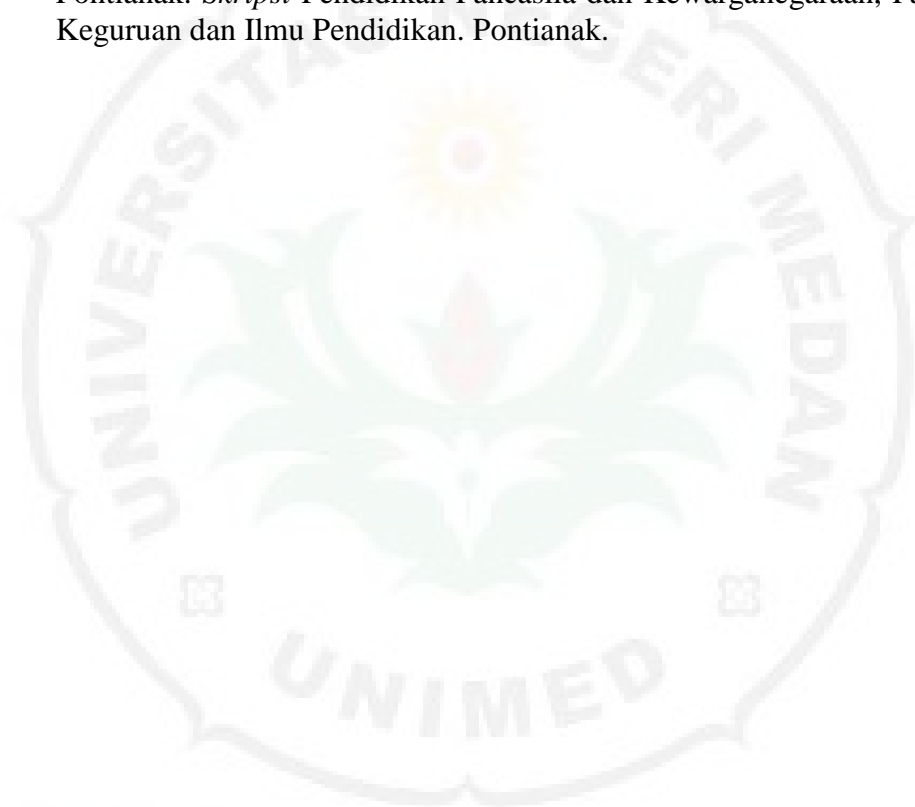 Pontianak. Skripsi Pendidikan Pancasila dan Kewarganegaraan,
Keguruan dan Ilmu Pendidikan. Pontianak.
UNIVERSITAS NEGERI MEDAN
UNIMED